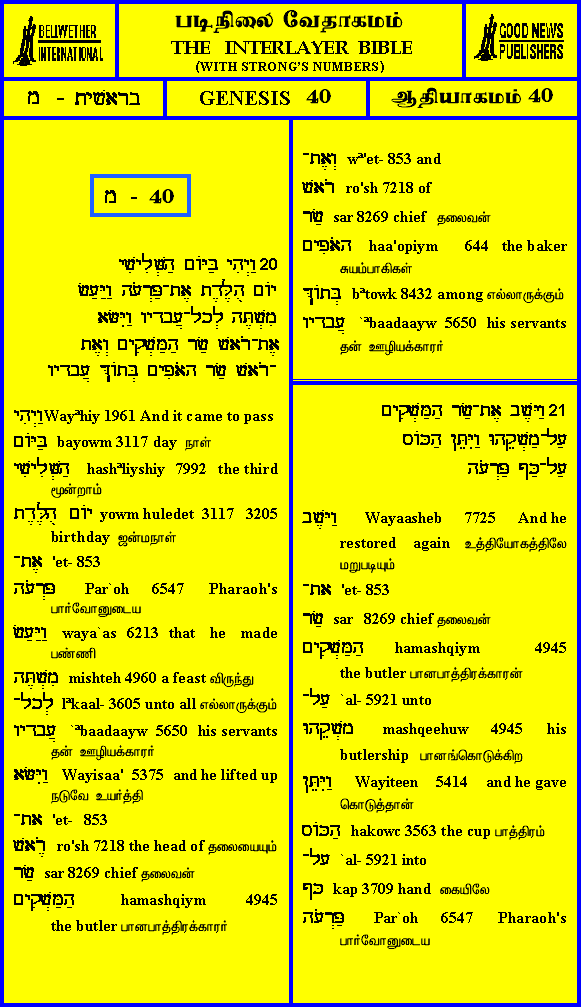 BELLWETHER
INTERNATIONAL
படிநிலை வேதாகமம்
THE INTERLAYER BIBLE
(WITH STRONG'S NUMBERS)
GOOD NEWS
PUBLISHERS
בראשית - מ
GENESIS 40
ஆதியாகமம் 40
מ - 40
20 וַיְהִי בַּיּוֹם הַשְּׁלִישִׁי
יוֹם הֻלֶּדֶת אֶת־פַּרְעֹה וַיַּעַשׂ
מִשְׁתֶּה לְכָל־עֲבָדָיו וַיִּשָּׂא
אֶת־רֹאשׁ שַׂר הַמַּשְׁקִים וְאֶת
־רֹאשׁ שַׂר הָאֹפִים בְּתוֹךְ עֲבָדָיו
וַיְהִי Wayᵊhiy 1961 And it came to pass
בַּיּוֹם bayowm 3117 day நாள்
הַשְּׁלִישִׁי hashᵊliyshiy 7992 the third
மூன்றாம்
יוֹם הֻלֶּדֶת yowm huledet 3117 3205
birthday ஜன்மநாள்
אֶת־ 'et- 853
פַּרְעֹה Par`oh 6547 Pharaoh's
பார்வோனுடைய
וַיַּעַשׂ waya`as 6213 that he made
பண்ணி
מִשְׁתֶּה mishteh 4960 a feast விருந்து
לְכָל־ lᵊkaal- 3605 unto all எல்லாருக்கும்
עֲבָדָיו `ᵃbaadaayw 5650 his servants
தன் ஊழியக்காரர்
וַיִּשָּׂא Wayisaa' 5375 and he lifted up
நடுவே உயர்த்தி
אֶת־ 'et- 853
רֹאשׁ ro'sh 7218 the head of தலையையும்
שַׂר sar 8269 chief தலைவன்
הַמַּשְׁקִים hamashqiym 4945
the butler பானபாத்திரக்காரர்
וְאֶת־ wᵊ'et- 853 and
רֹאשׁ ro'sh 7218 of
שַׂר sar 8269 chief தலைவன்
הָאֹפִים haa'opiym 644 the baker
சுயம்பாகிகள்
בְּתוֹךְ bᵊtowk 8432 among எல்லாருக்கும்
עֲבָדָיו `ᵃbaadaayw 5650 his servants
தன் ஊழியக்காரர்
21 וַיָּשֶׁב אֶת־שַׂר הַמַּשְׁקִים
עַל־מַשְׁקֵהוּ וַיִּתֵּן הַכּוֹס
עַל־כַּף פַּרְעֹה
וַיָּשֶׁב Wayaasheb 7725 And he
restored again உத்தியோகத்திலே
மறுபடியும்
אֶת־ 'et- 853
שַׂר sar 8269 chief தலைவன்
הַמַּשְׁקִים hamashqiym 4945
the butler பானபாத்திரக்காரன்
עַל־ `al- 5921 unto
מַשְׁקֵהוּ mashqeehuw 4945 his
butlership பானங்கொடுக்கிற
וַיִּתֵּן Wayiteen 5414 and he gave
கொடுத்தான்
הַכּוֹס hakowc 3563 the cup பாத்திரம்
עַל־ `al- 5921 into
כַּף kap 3709 hand கையிலே
פַּרְעֹה Par`oh 6547 Pharaoh's
பார்வோனுடைய